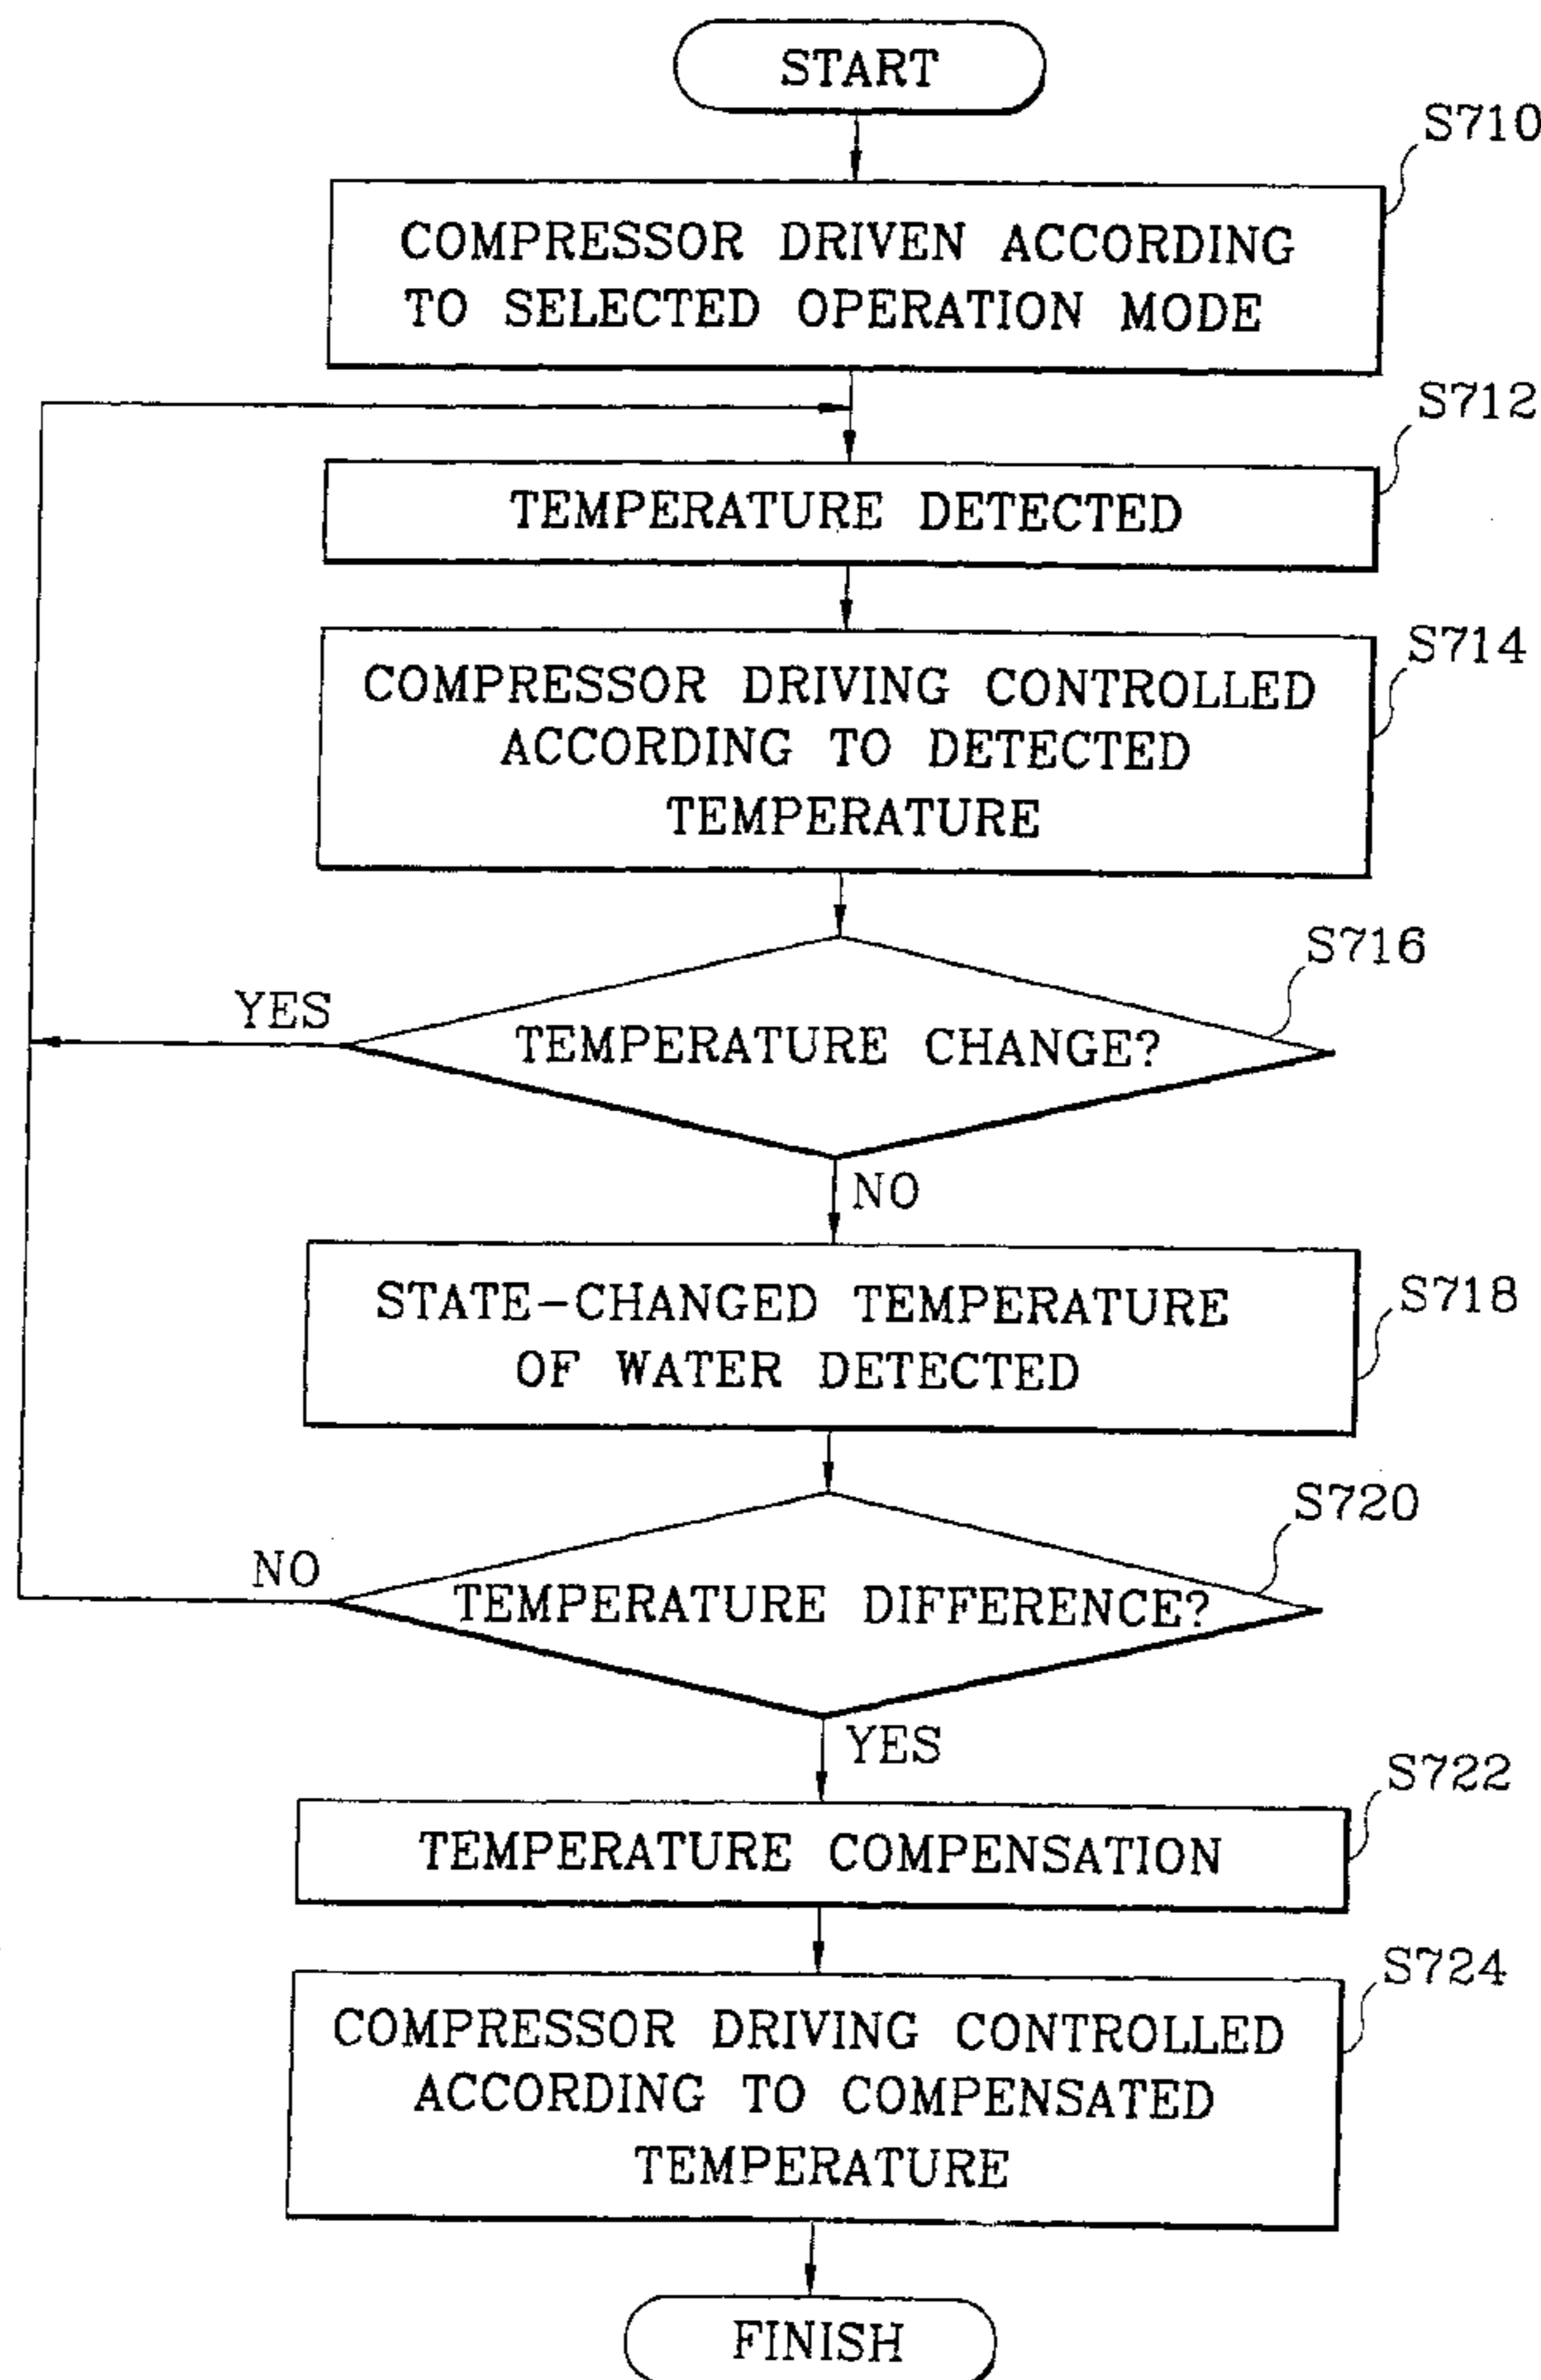 START
S710
COMPRESSOR DRIVEN ACCORDING
TO SELECTED OPERATION MODE
S712
TEMPERATURE DETECTED
S714
COMPRESSOR DRIVING CONTROLLED
ACCORDING TO DETECTED
TEMPERATURE
S716
YES
TEMPERATURE CHANGE?
NO
S718
STATE-CHANGED TEMPERATURE
OF WATER DETECTED
S720
NO
TEMPERATURE DIFFERENCE?
YES
S722
TEMPERATURE COMPENSATION
S724
COMPRESSOR DRIVING CONTROLLED
ACCORDING TO COMPENSATED
TEMPERATURE
FINISH